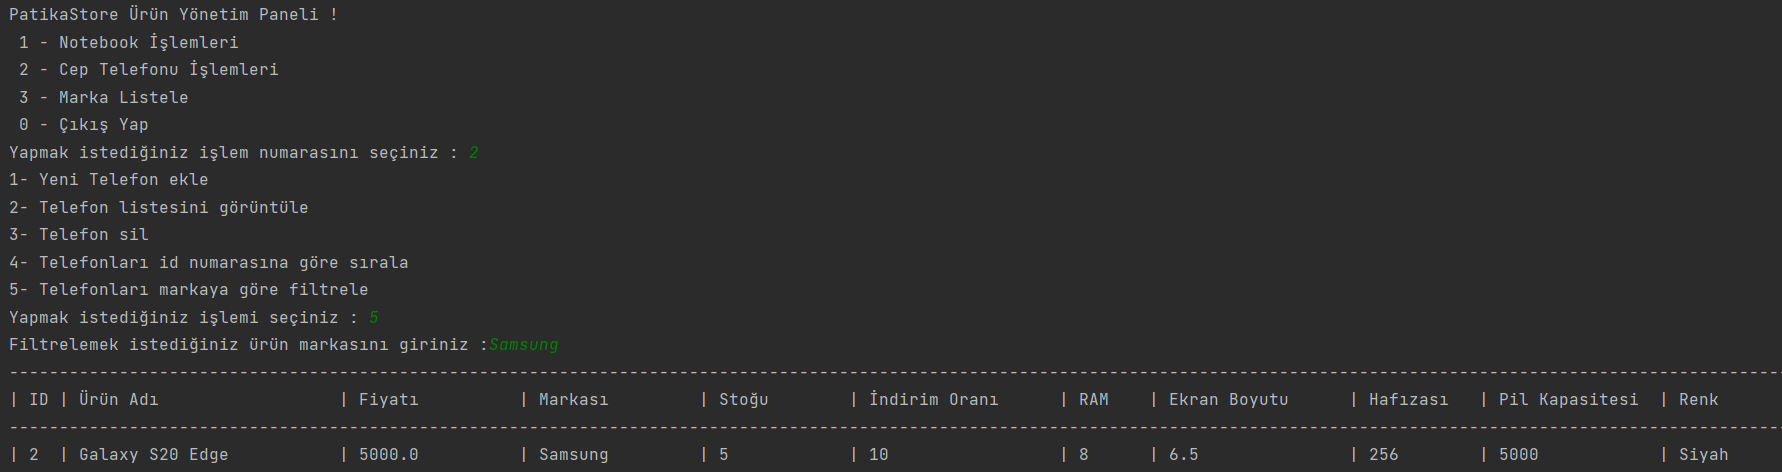 PatikaStore Ürün Yönetim Paneli !
1 - Notebook İşlemleri
2 - Cep Telefonu İşlemleri
3 - Marka Listele
0 - Çıkış Yap
Yapmak istediğiniz işlem numarasını seçiniz : 2
1- Yeni Telefon ekle
2- Telefon listesini görüntüle
3- Telefon sil
4- Telefonları id numarasına göre sırala
5- Telefonları markaya göre filtrele
Yapmak istediğiniz işlemi seçiniz : 5
Filtrelemek istediğiniz ürün markasını giriniz :Samsung
| ID | Ürün Adı | Fiyatı | Markası | Stoğu | İndirim Oranı | RAM | Ekran Boyutu | Hafızası | Pil Kapasitesi | Renk
| 2 | Galaxy S20 Edge | 5000.0 | Samsung | 5 | 10 | 8 | 6.5 | 256 | 5000 | Siyah